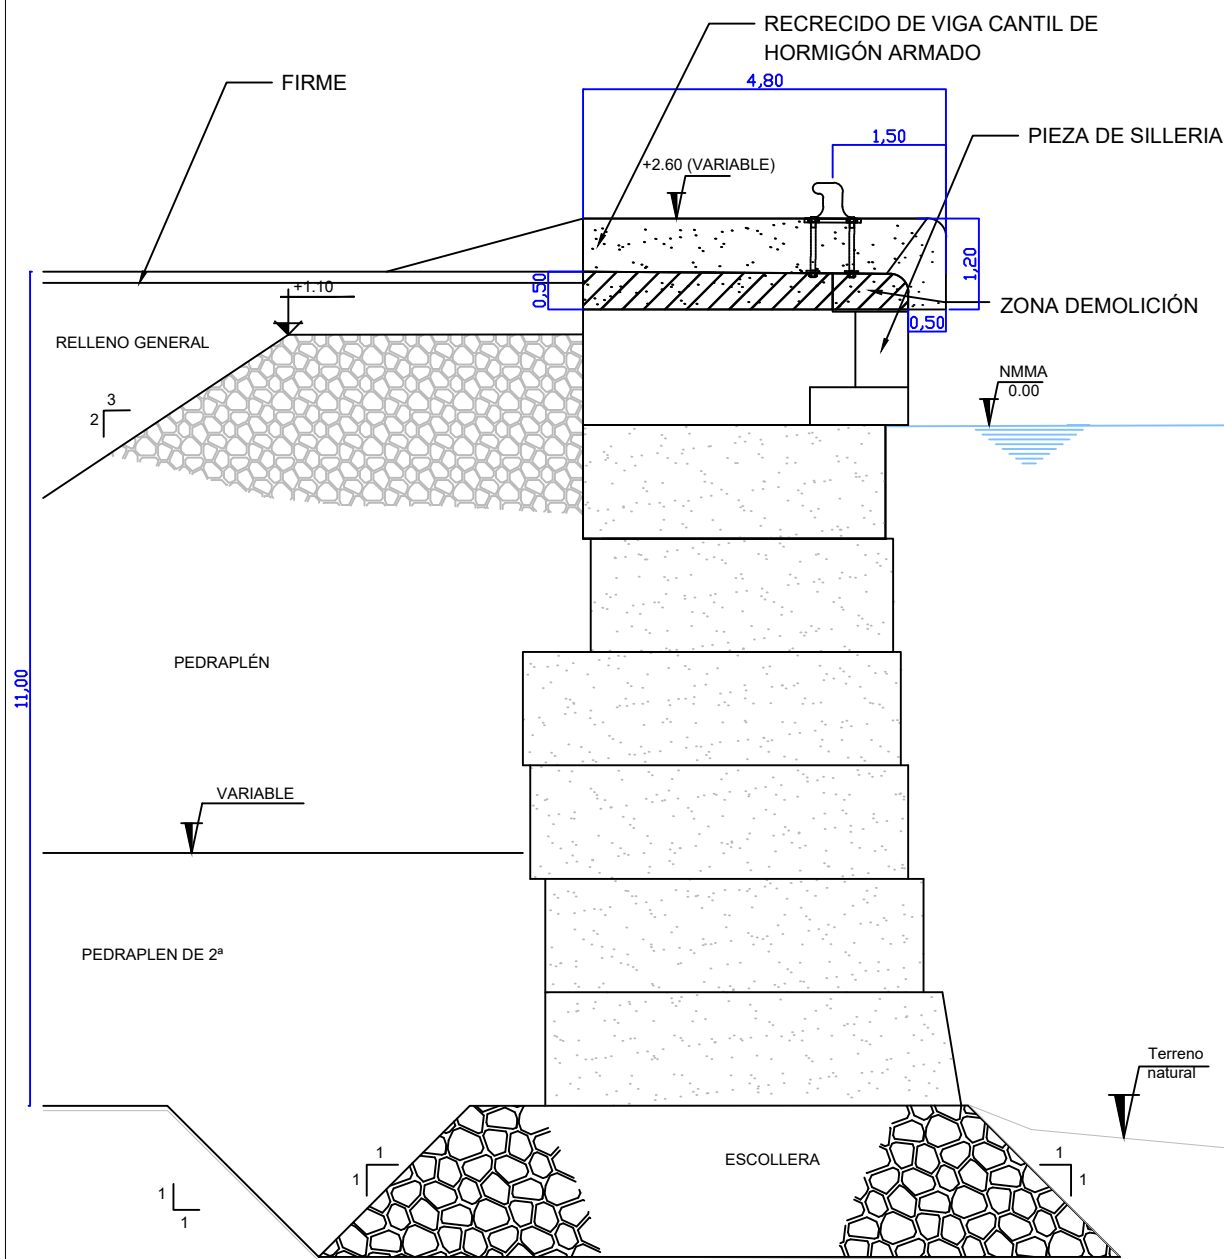 RECRECIDO DE VIGA CANTIL DE
HORMIGÓN ARMADO
FIRME
4,80
1,50
PIEZA DE SILLERIA
+2.60 (VARIABLE)
1,20
0,50
+1.10
ZONA DEMOLICIÓN
0,50
RELLENO GENERAL
NMMA
0.00
3
2
PEDRAPLÉN
11,00
VARIABLE
PEDRAPLEN DE 2ª
Terreno
natural
ESCOLLERA
1
1
1
1
1
1